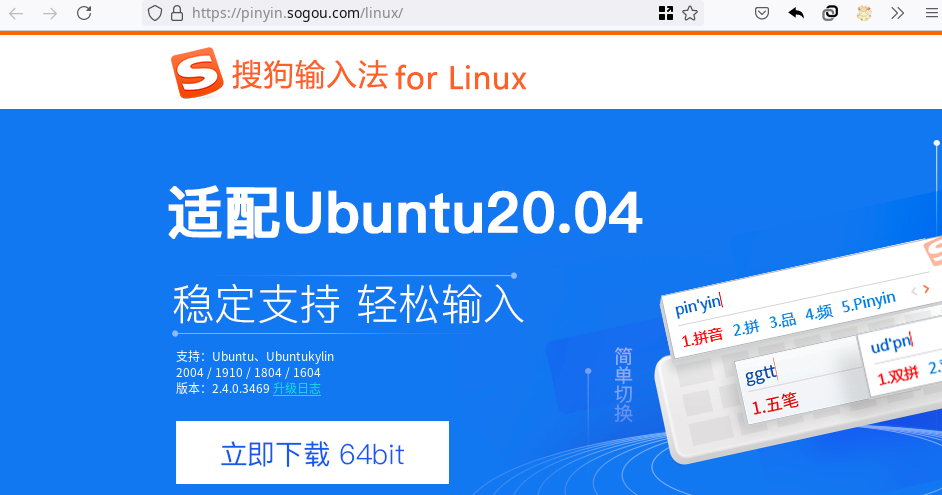 https://pinyin.sogou.com/linux/
搜狗输入法 for Linux
适配Ubuntu20.04
稳定支持 轻松输入
支持：Ubuntu、Ubuntukylin
2004 / 1910 / 1804 / 1604
版本：2.4.0.3469 升级日志
立即下载 64bit
简单切换
pin'yin
1.拼音 2.拼 3.品 4.频 5.Pinyin
ggtt
1.五笔
ud'pn
1.双拼 2.